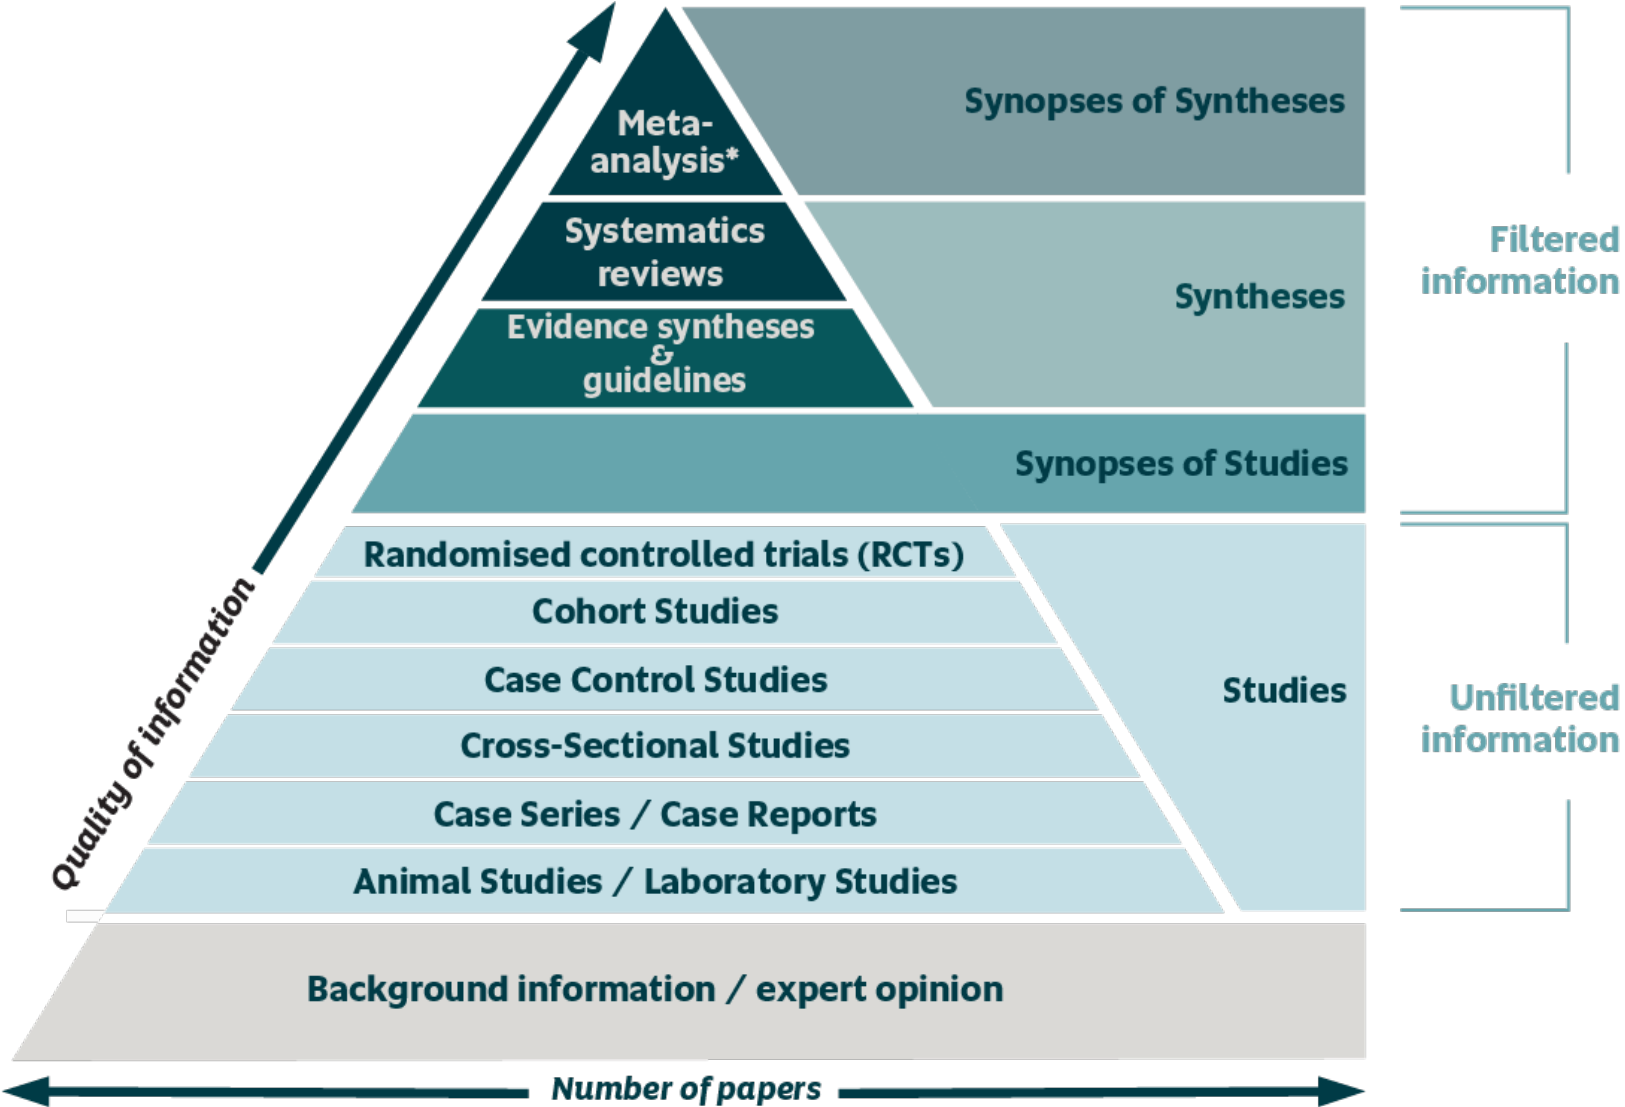 Meta-
analysis*
Synopses of Syntheses
Systematics
reviews
Evidence syntheses
&
guidelines
Syntheses
Filtered
information
Synopses of Studies
Randomised controlled trials (RCTs)
Cohort Studies
Case Control Studies
Cross-Sectional Studies
Case Series / Case Reports
Animal Studies / Laboratory Studies
Studies
Unfiltered
information
Quality of information
Background information / expert opinion
Number of papers